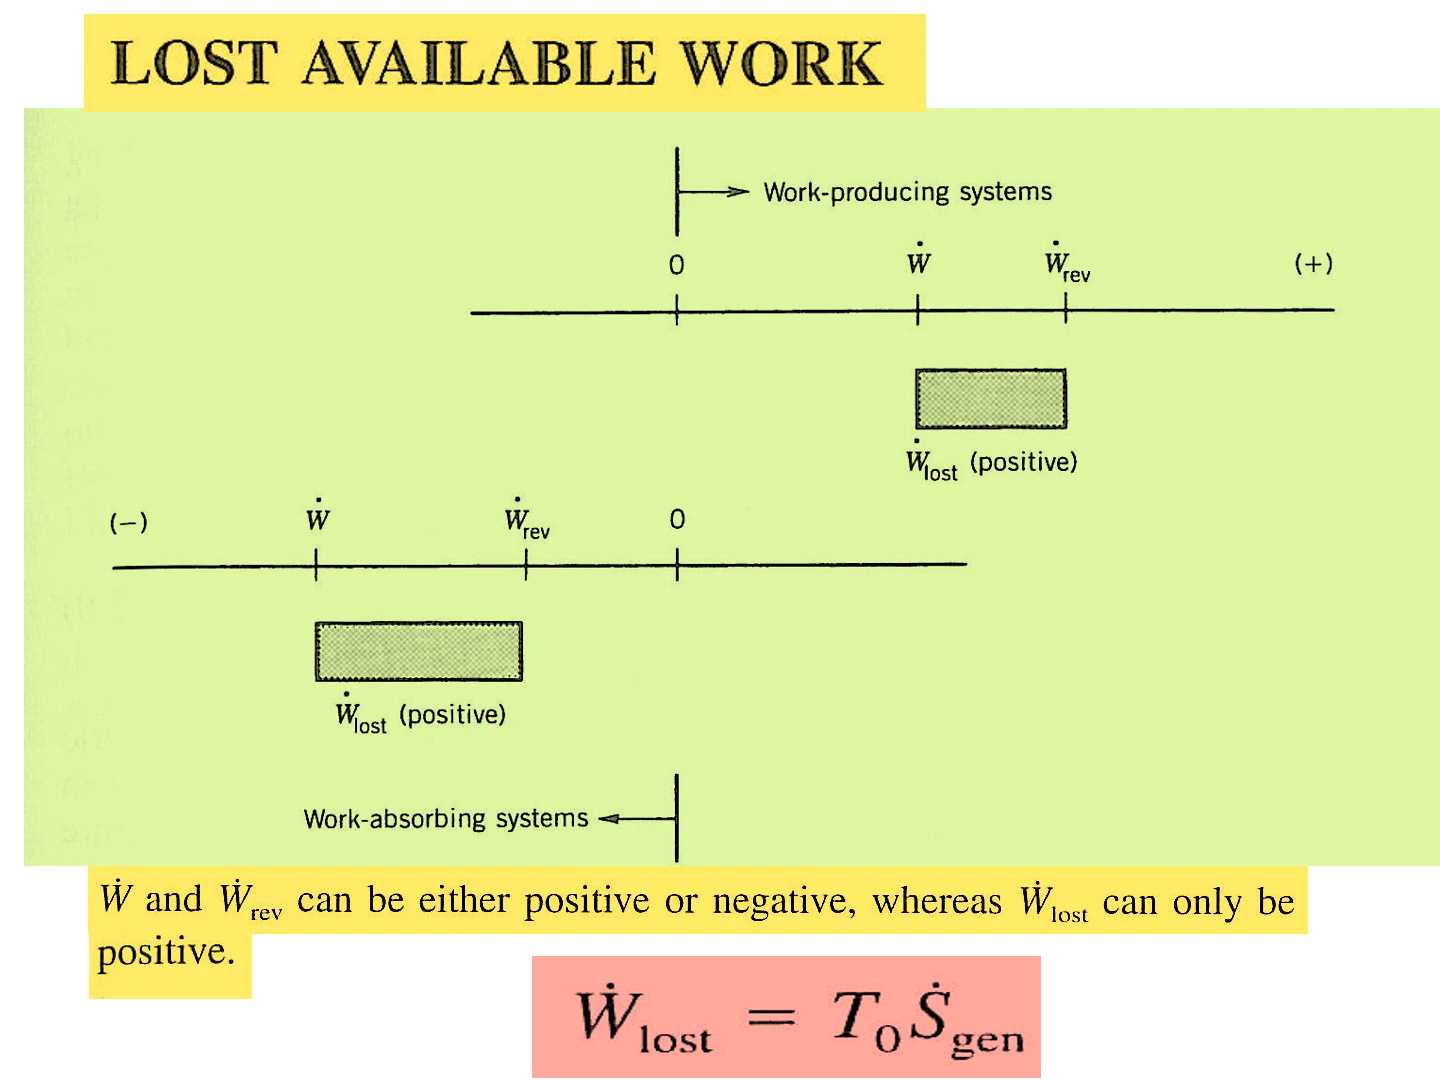 LOST AVAILABLE WORK
Work-producing systems
0 Ẇ Ẇrev (+)
Ẇlost (positive)
(−) Ẇ Ẇrev 0
Ẇlost (positive)
Work-absorbing systems
Ẇ and Ẇrev can be either positive or negative, whereas Ẇlost can only be
positive.
Ẇlost = T0Ṡgen